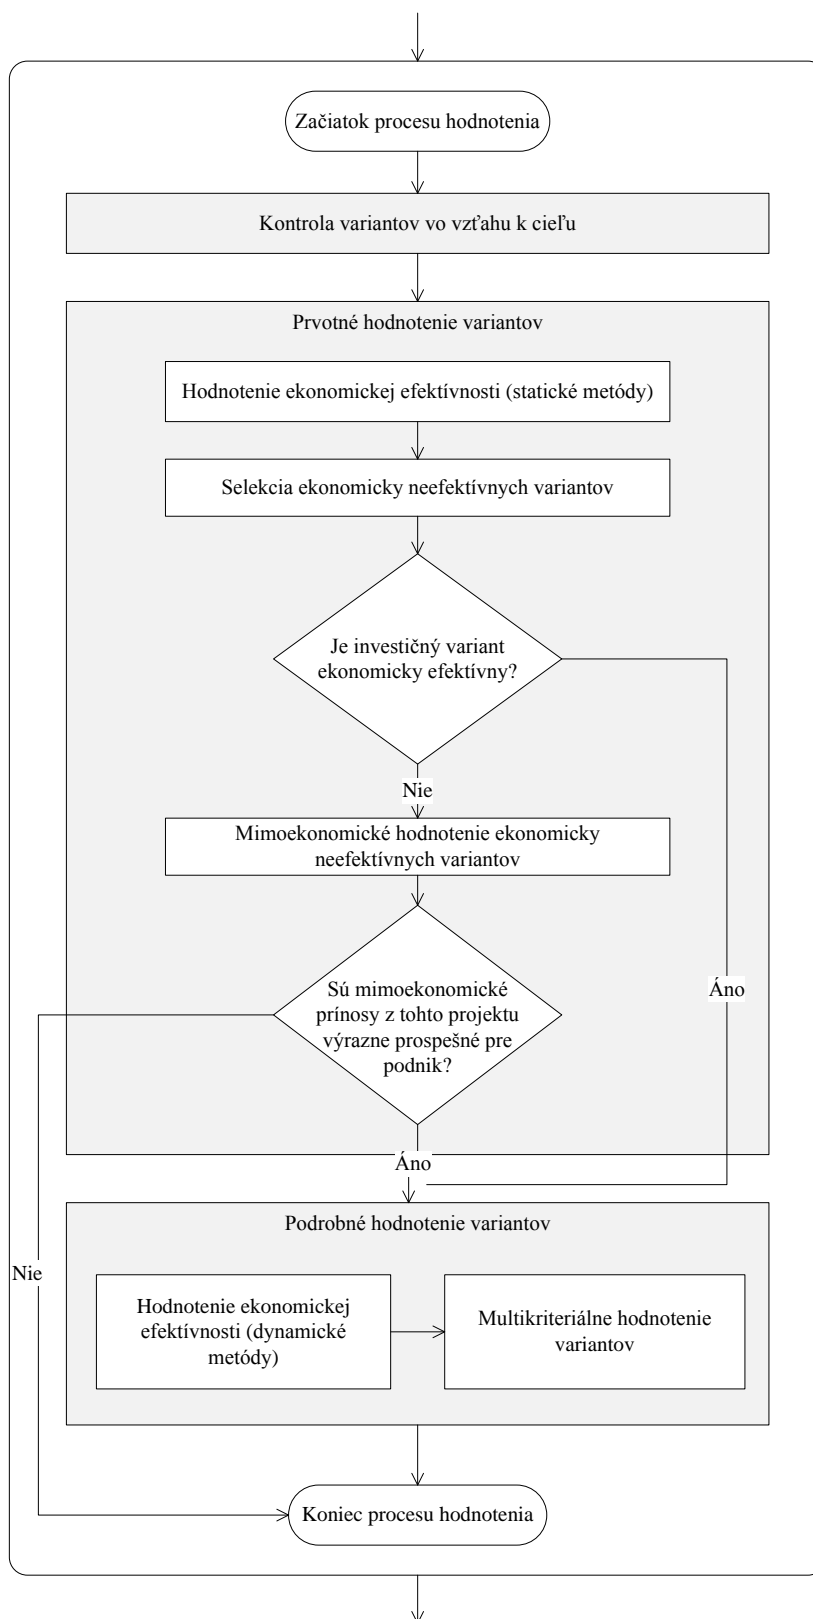 Začiatok procesu hodnotenia
Kontrola variantov vo vzťahu k cieľu
Prvotné hodnotenie variantov
Hodnotenie ekonomickej efektívnosti (statické metódy)
Selekcia ekonomicky neefektívnych variantov
Je investičný variant
ekonomicky efektívny?
Nie
Mimoekonomické hodnotenie ekonomicky
neefektívnych variantov
Sú mimoekonomické
prínosy z tohto projektu
výrazne prospešné pre
podnik?
Áno
Áno
Podrobné hodnotenie variantov
Nie
Hodnotenie ekonomickej
efektívnosti (dynamické
metódy)
Multikriteriálne hodnotenie
variantov
Koniec procesu hodnotenia